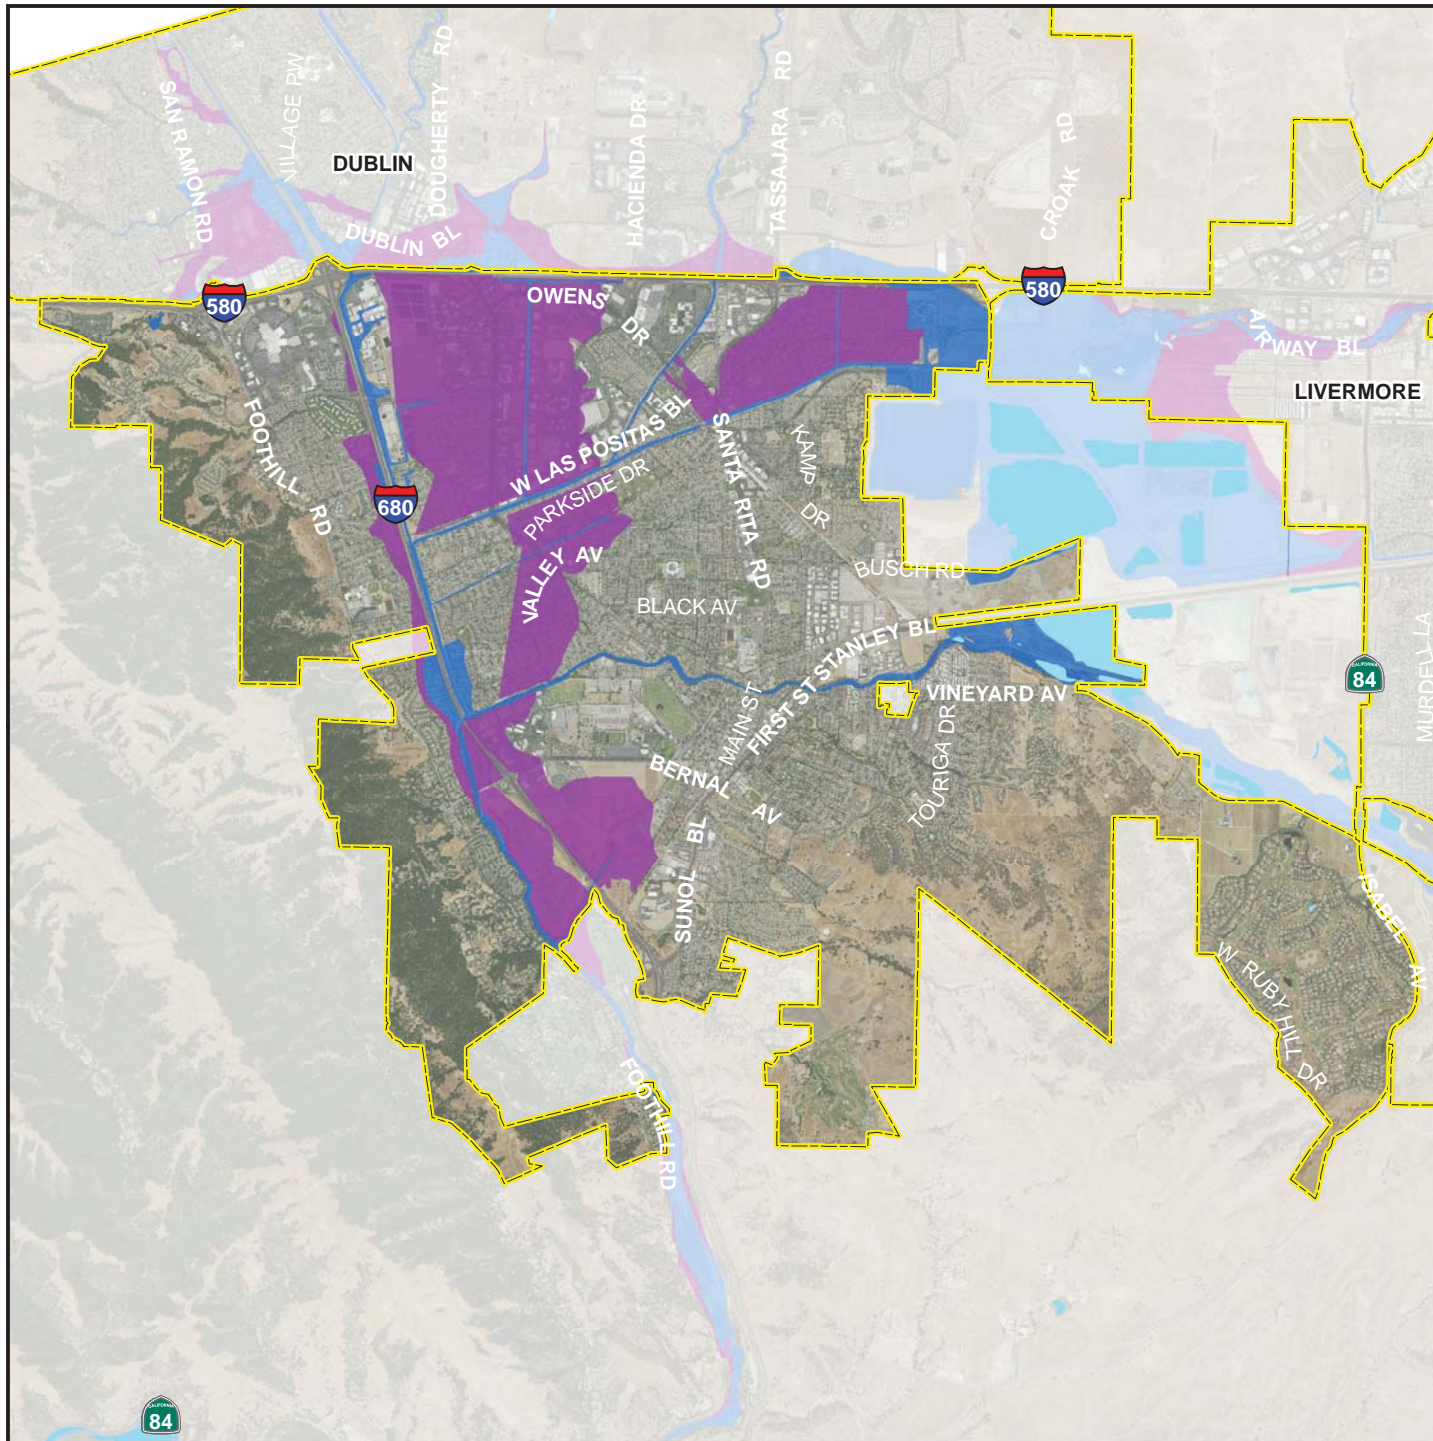 SAN RAMON RD
VILLAGE PW
DOUGHERTY RD
HACIENDA DR
TASSAJARA RD
CROAK RD
DUBLIN
DUBLIN BL
580
580
OWENS DR
AIRWAY BL
LIVERMORE
FOOTHILL RD
680
W LAS POSITAS BL
PARKSIDE DR
SANTA RITA RD
KAMP DR
VALLEY AV
BUSCH RD
BLACK AV
FIRST ST
STANLEY BL
MAIN ST
VINEYARD AV
CALIFORNIA
84
MURDELLA
BERNAL AV
TOURIGA DR
SUNOL BL
ISABEL AV
W RUBY HILL DR
FOOTHILL RD
CALIFORNIA
84